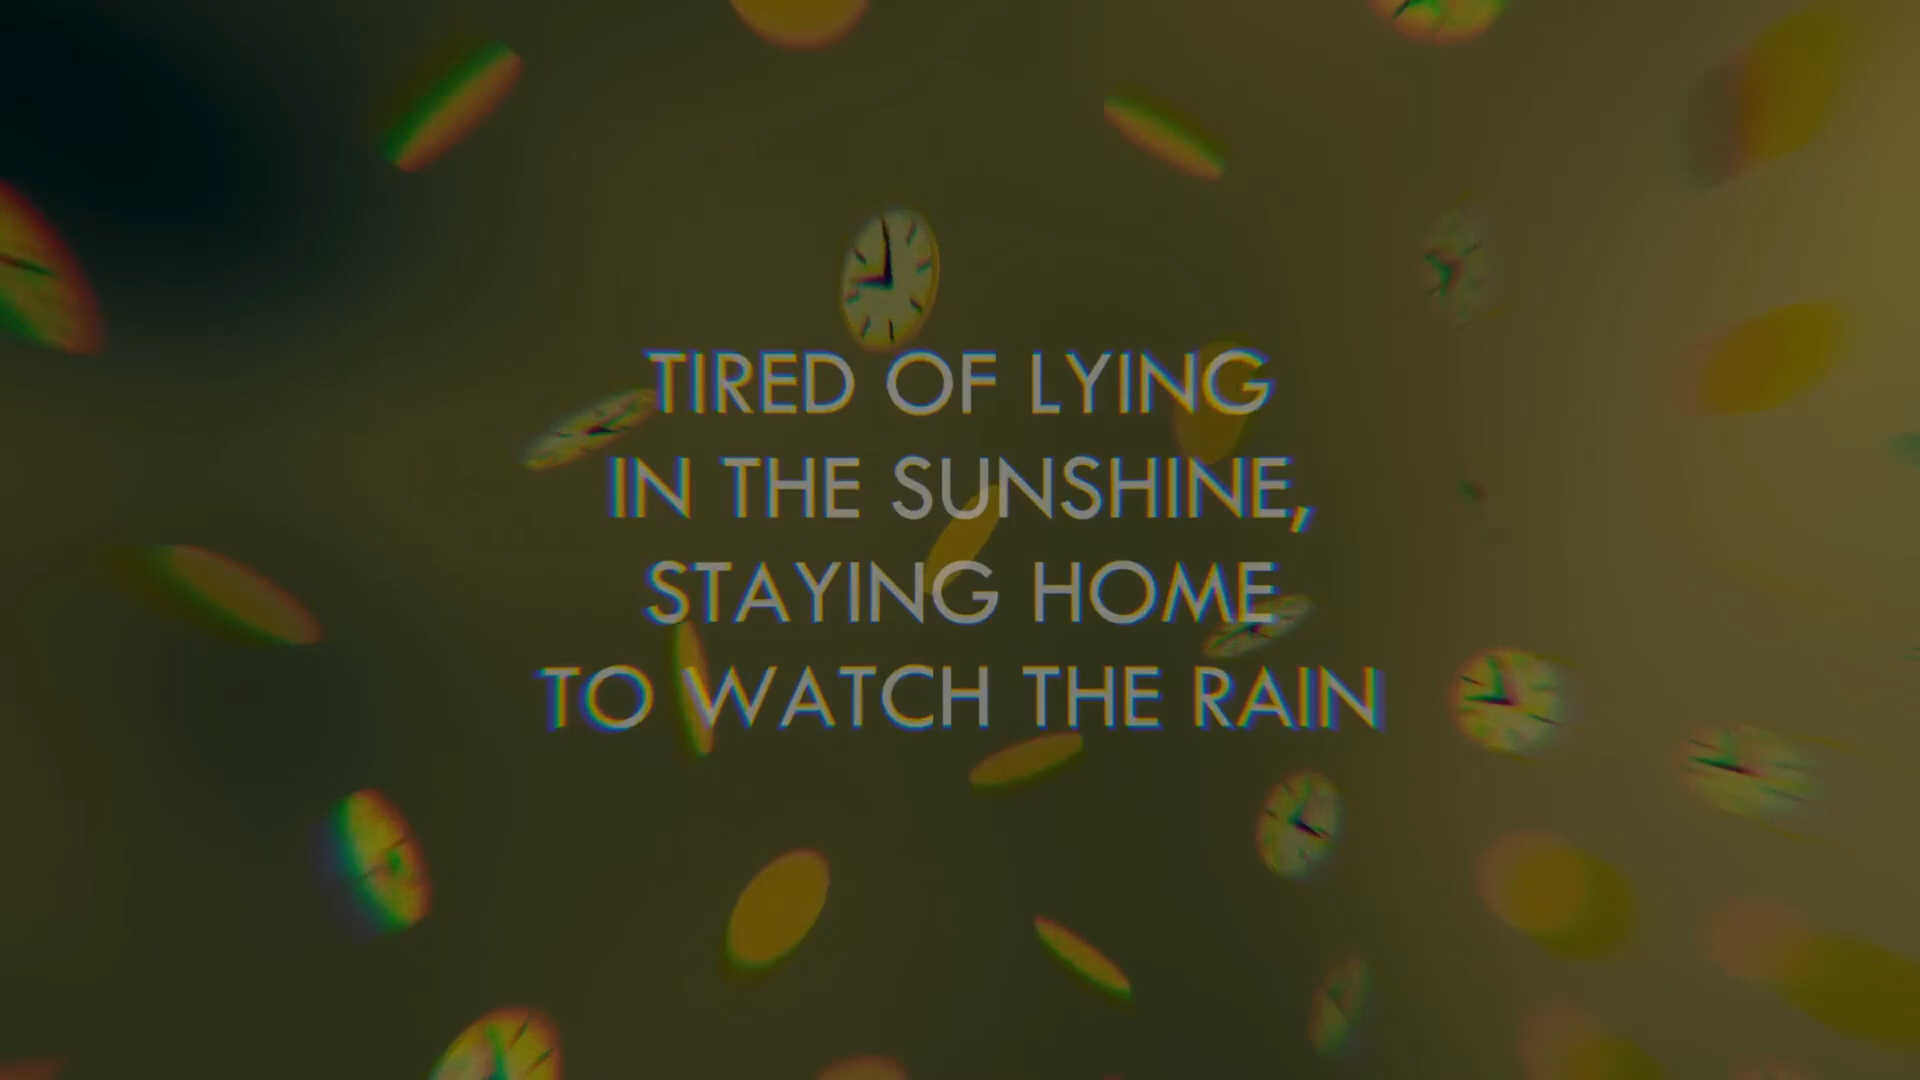 TIRED OF LYING
IN THE SUNSHINE,
STAYING HOME
TO WATCH THE RAIN